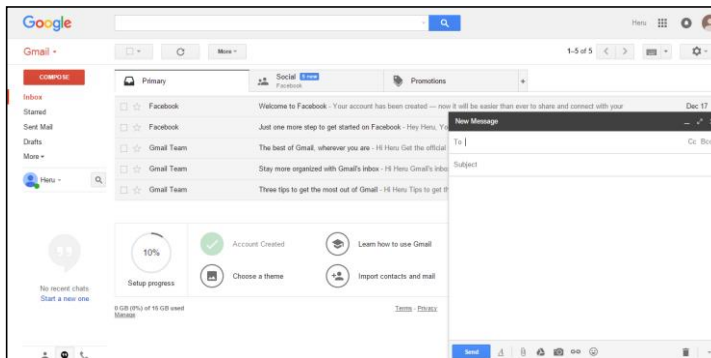 Google
Heru
Gmail
More
1–5 of 5
COMPOSE
Inbox
Starred
Sent Mail
Drafts
More
Heru
Primary
Social
Facebook
Promotions
+
Facebook Welcome to Facebook - Your account has been created — now it will be easier than ever to share and connect with your Dec 17
Facebook Just one more step to get started on Facebook - Hey Heru,
Gmail Team The best of Gmail, wherever you are - Hi Heru Get the official
Gmail Team Stay more organized with Gmail's inbox - Hi Heru Gmail's inbo
Gmail Team Three tips to get the most out of Gmail - Hi Heru Tips to get th
New Message
To
Cc
Subject
Send
10%
Setup progress
Account Created
Learn how to use Gmail
Choose a theme
Import contacts and mail
0 GB (0%) of 15 GB used
Manage
Terms - Privacy
No recent chats
Start a new one